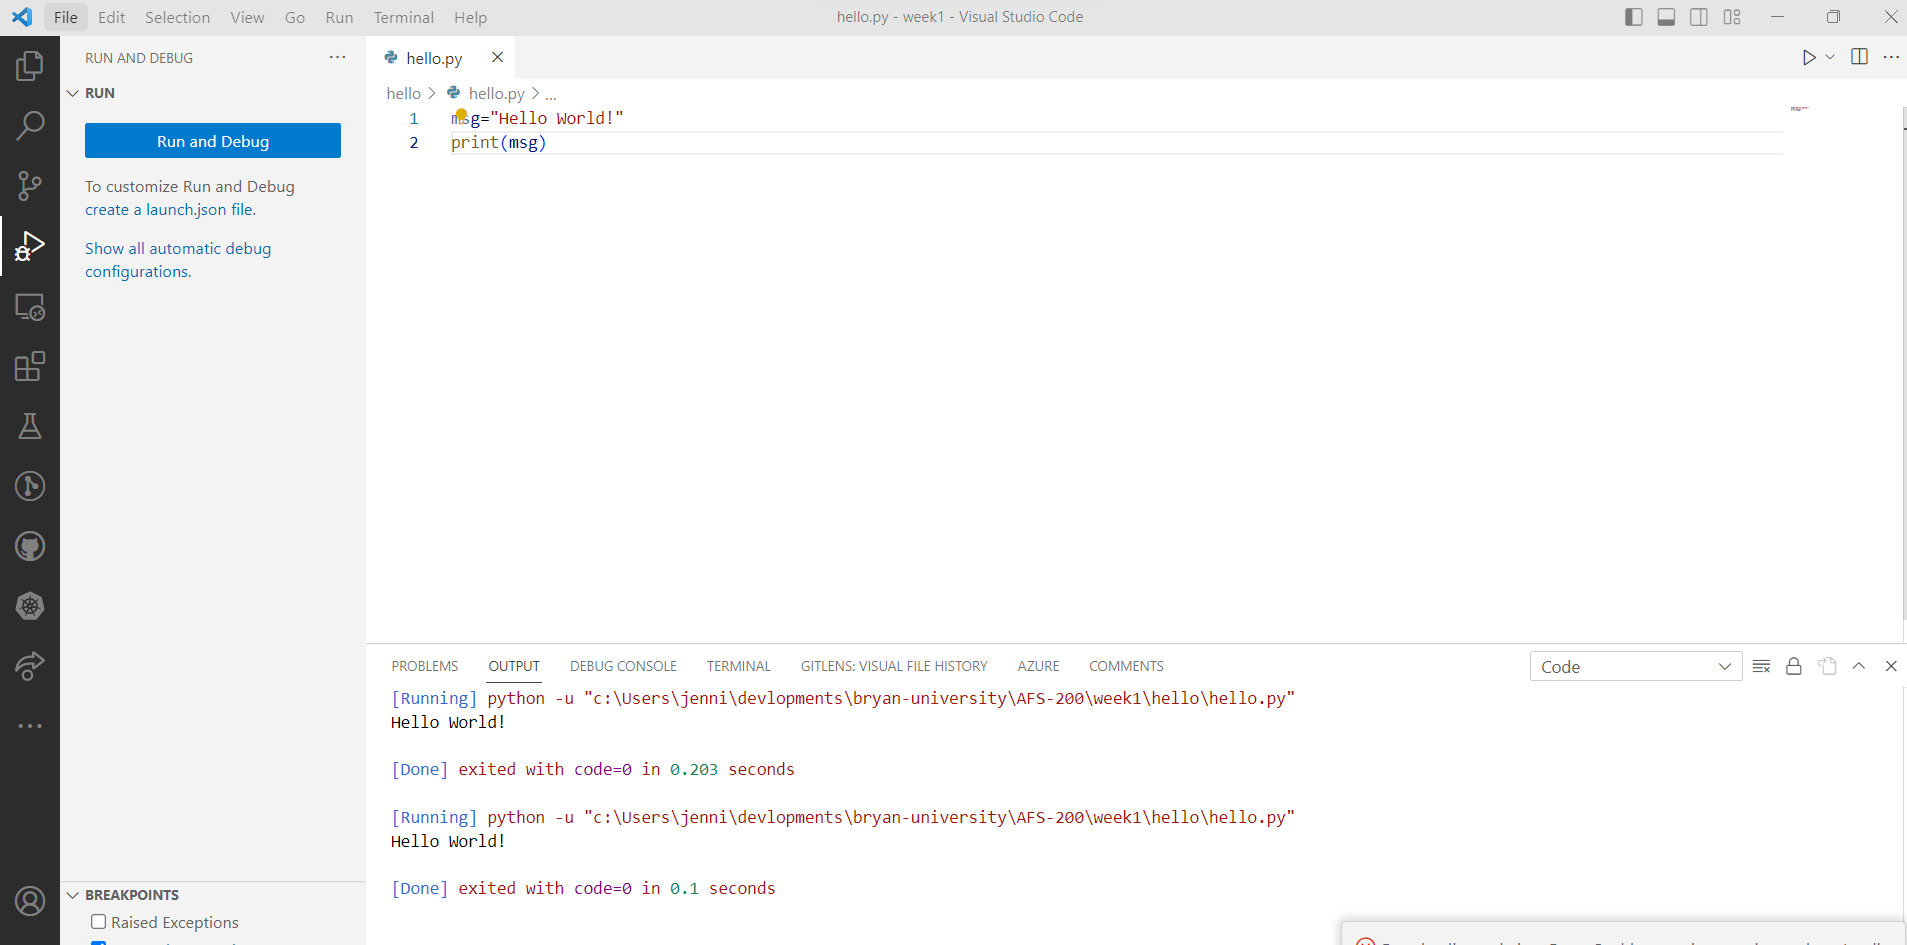 File Edit Selection View Go Run Terminal Help
hello.py - week1 - Visual Studio Code
RUN AND DEBUG
RUN
Run and Debug
To customize Run and Debug
create a launch.json file.
Show all automatic debug
configurations.
hello.py
hello > hello.py > ...
1 msg="Hello World!"
2 print(msg)
PROBLEMS OUTPUT DEBUG CONSOLE TERMINAL GITLENS: VISUAL FILE HISTORY AZURE COMMENTS
Code
[Running] python -u "c:\Users\jenni\devlopments\bryan-university\AFS-200\week1\hello\hello.py"
Hello World!
[Done] exited with code=0 in 0.203 seconds
[Running] python -u "c:\Users\jenni\devlopments\bryan-university\AFS-200\week1\hello\hello.py"
Hello World!
[Done] exited with code=0 in 0.1 seconds
BREAKPOINTS
Raised Exceptions